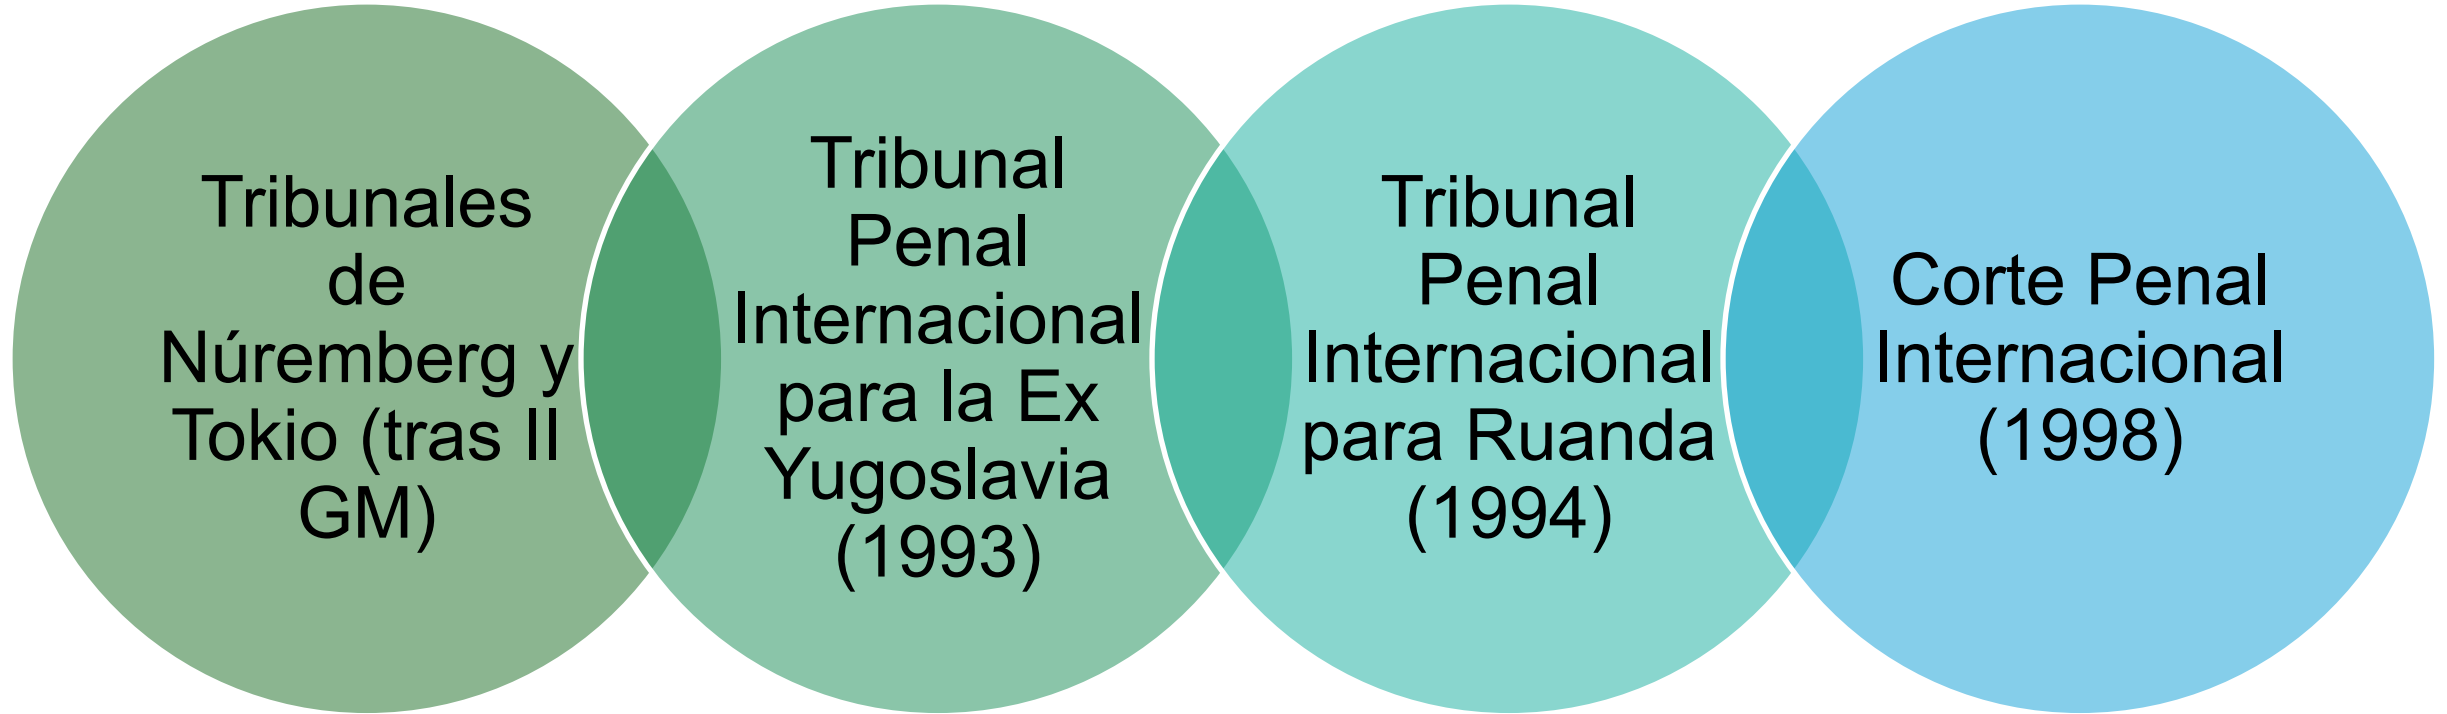 Tribunales
de
Núremberg y
Tokio (tras II
GM)
Tribunal
Penal
Internacional
para la Ex
Yugoslavia
(1993)
Tribunal
Penal
Internacional
para Ruanda
(1994)
Corte Penal
Internacional
(1998)